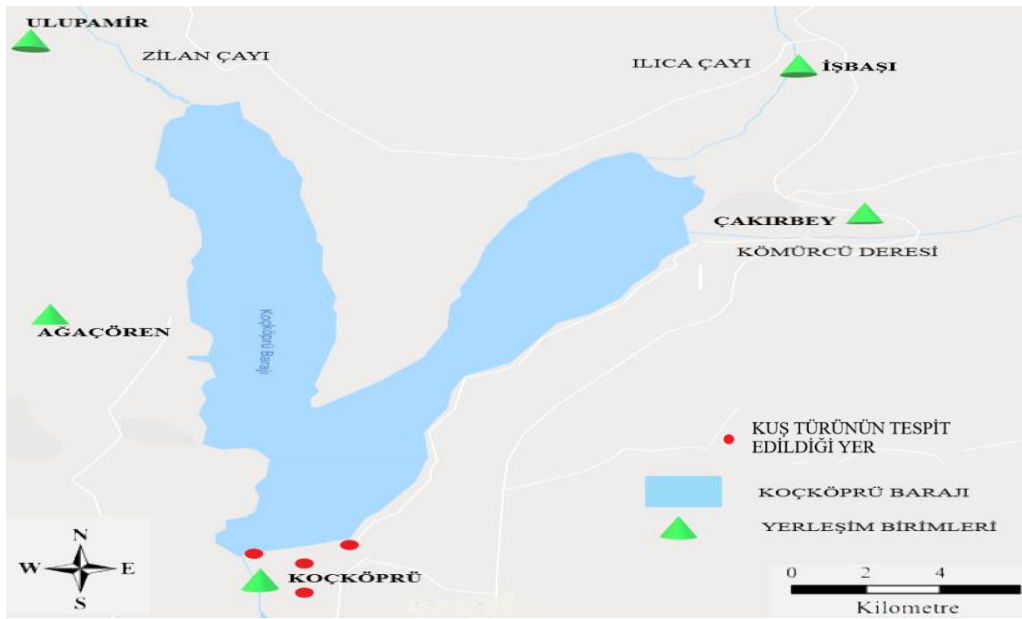 ULUPAMİR
ZİLAN ÇAYI
ILICA ÇAYI
İŞBAŞI
ÇAKIRBEY
KÖMÜRCÜ DERESİ
Koçköprü Barajı
AĞAÇÖREN
KUŞ TÜRÜNÜN TESPİT
EDİLDİĞİ YER
KOÇKÖPRÜ BARAJI
YERLEŞİM BİRİMLERİ
KOÇKÖPRÜ
N
W E
S
0 2 4
Kilometre